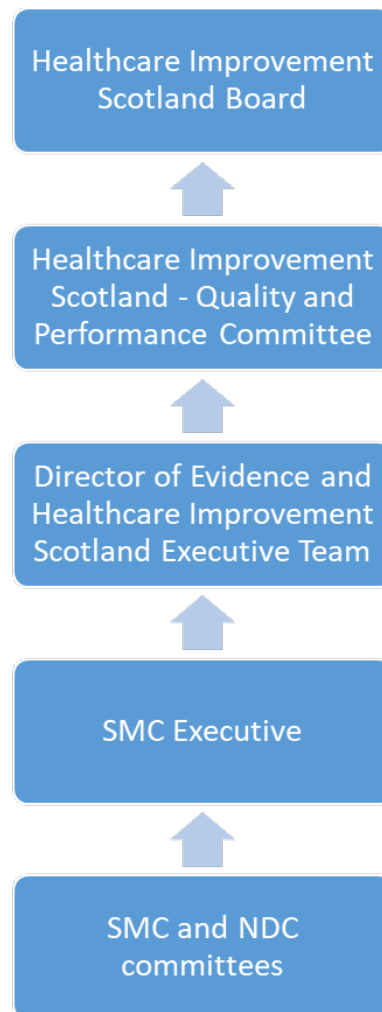 Healthcare Improvement
Scotland Board
Healthcare Improvement
Scotland - Quality and
Performance Committee
Director of Evidence and
Healthcare Improvement
Scotland Executive Team
SMC Executive
SMC and NDC
committees